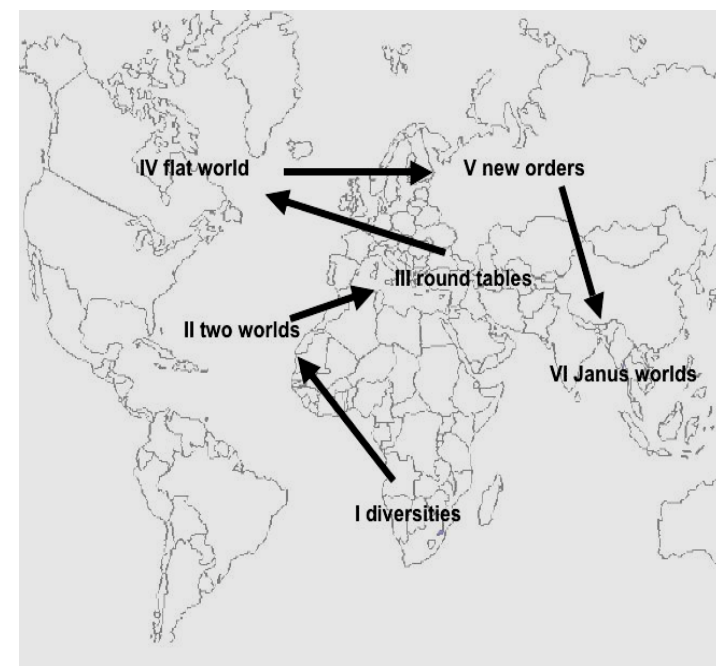 IV flat world
V new orders
III round tables
II two worlds
VI Janus worlds
I diversities